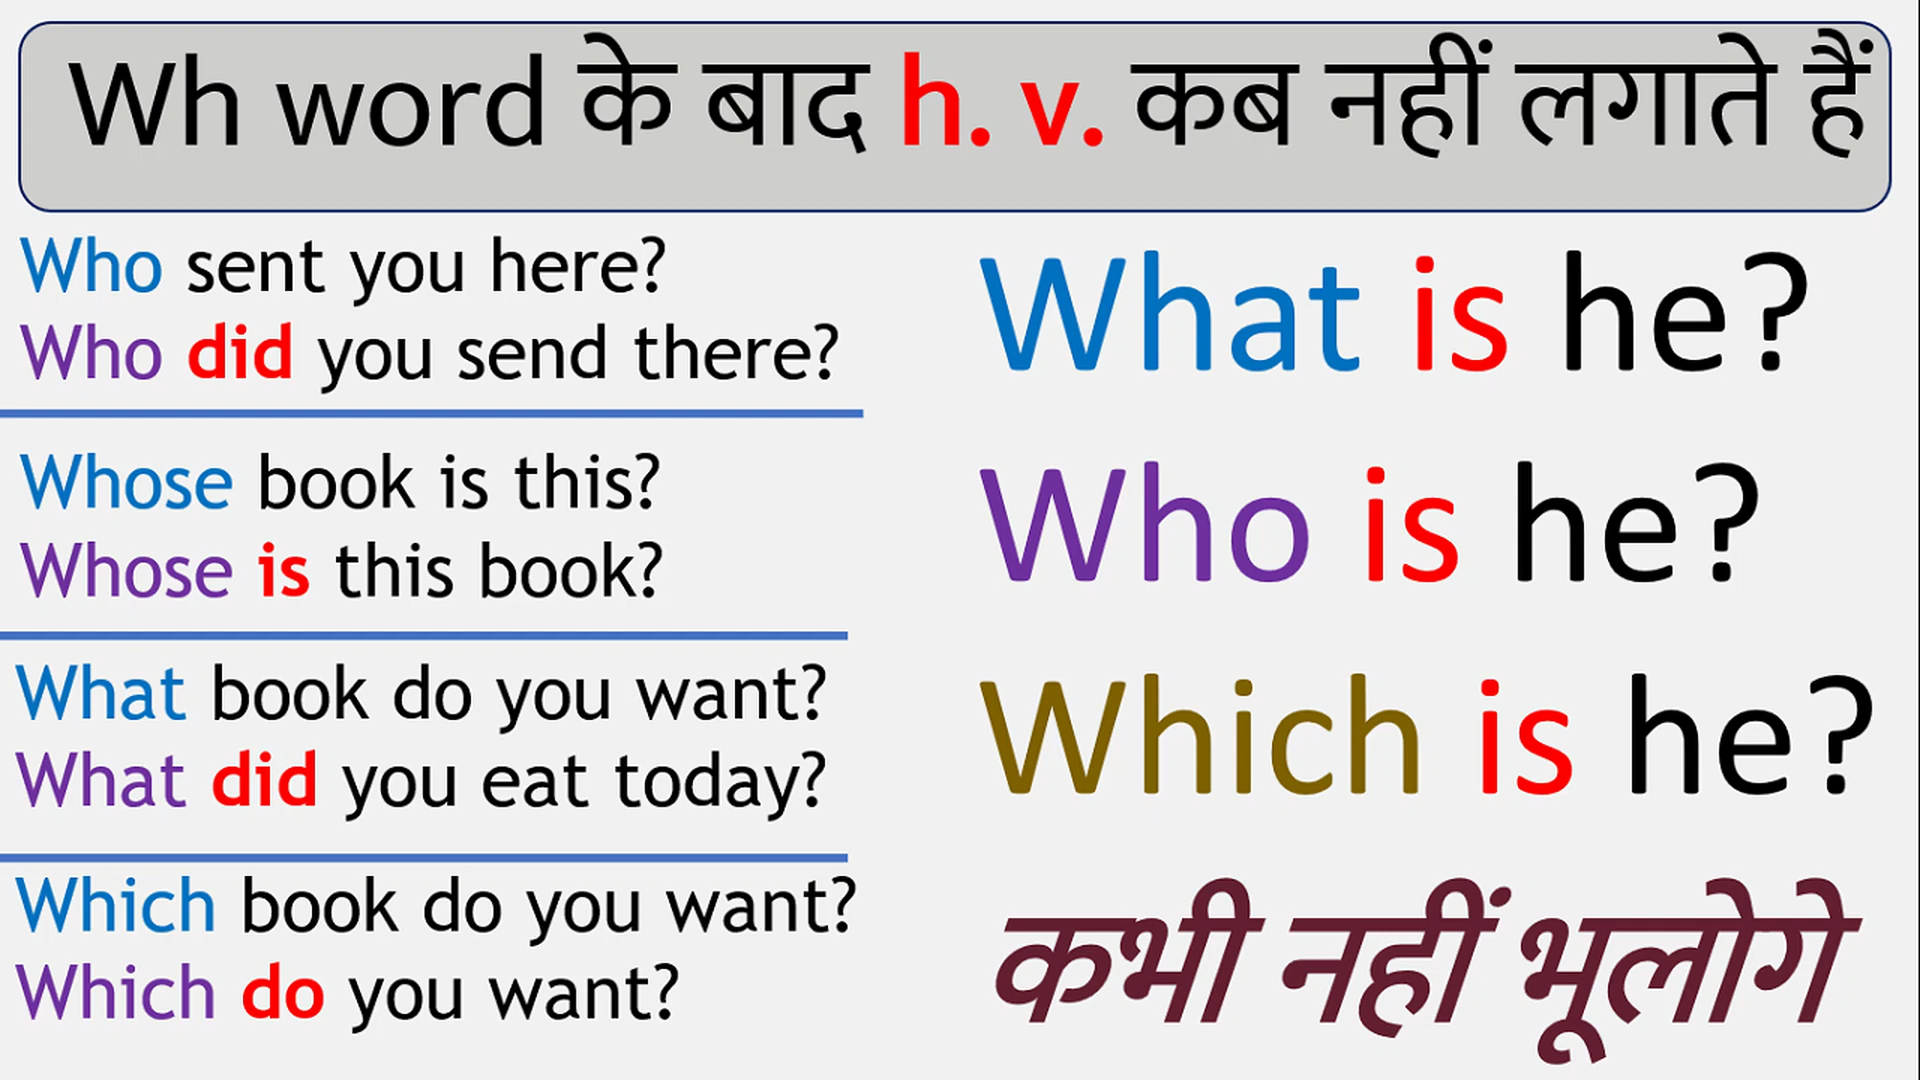 Wh word के बाद h. v. कब नहीं लगाते हैं
Who sent you here?
Who did you send there?
Whose book is this?
Whose is this book?
What book do you want?
What did you eat today?
Which book do you want?
Which do you want?
What is he?
Who is he?
Which is he?
कभी नहीं भूलोगे